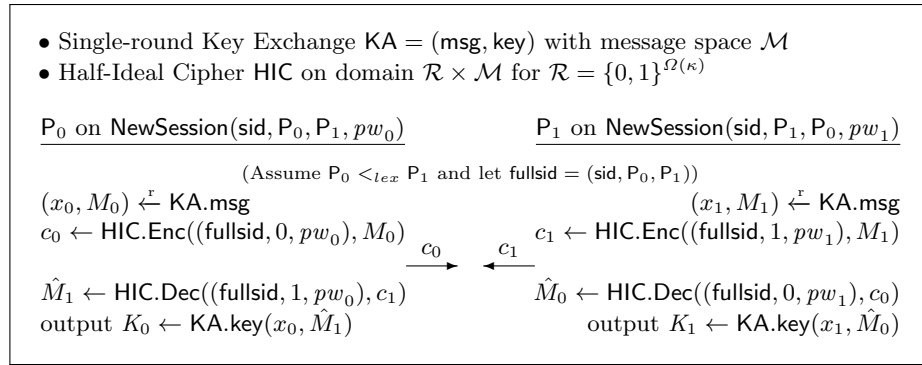 • Single-round Key Exchange KA = (msg, key) with message space ℳ
• Half-Ideal Cipher HIC on domain ℛ × ℳ for ℛ = {0, 1}^{Ω(κ)}
P₀ on NewSession(sid, P₀, P₁, pw₀) P₁ on NewSession(sid, P₁, P₀, pw₁)
(Assume P₀ <_{lex} P₁ and let fullsid = (sid, P₀, P₁))
(x₀, M₀) ←^r KA.msg (x₁, M₁) ←^r KA.msg
c₀ ← HIC.Enc((fullsid, 0, pw₀), M₀) c₁ ← HIC.Enc((fullsid, 1, pw₁), M₁)
c₀ → ← c₁
M̂₁ ← HIC.Dec((fullsid, 1, pw₀), c₁) M̂₀ ← HIC.Dec((fullsid, 0, pw₁), c₀)
output K₀ ← KA.key(x₀, M̂₁) output K₁ ← KA.key(x₁, M̂₀)